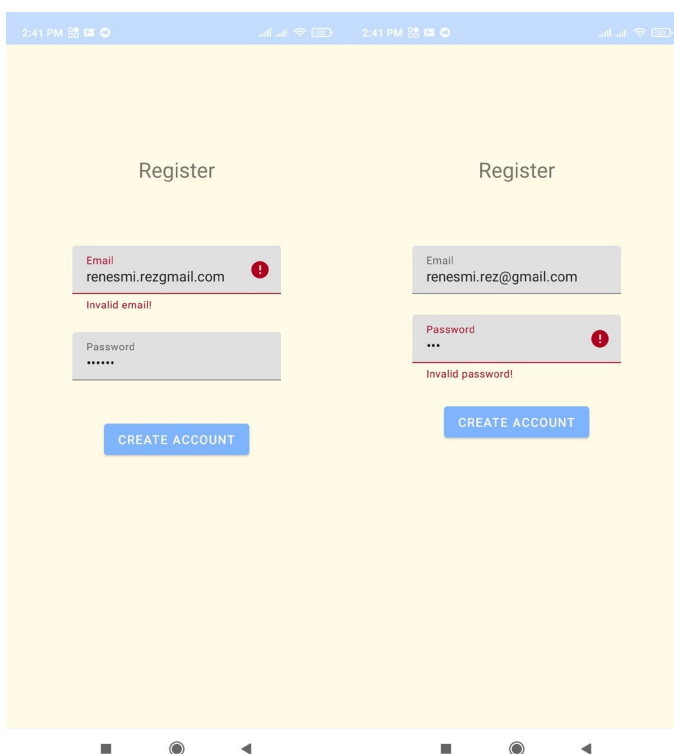 2:41 PM
Register
Email
renesmi.rezgmail.com
Invalid email!
Password
••••••
CREATE ACCOUNT
2:41 PM
Register
Email
renesmi.rez@gmail.com
Password
•••
Invalid password!
CREATE ACCOUNT